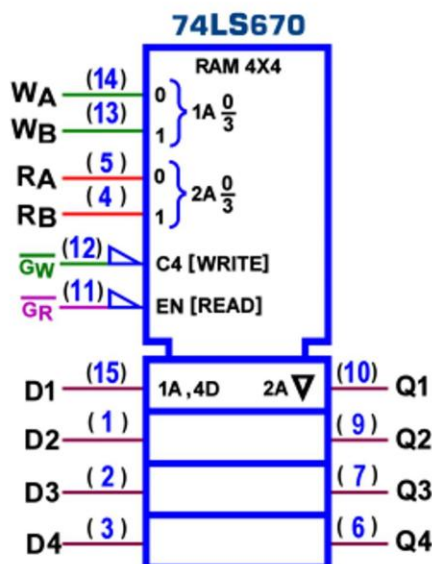 74LS670
RAM 4X4
WA (14) 0
1A 0/3
WB (13) 1
RA (5) 0
2A 0/3
RB (4) 1
G̅W̅ (12) C4 [WRITE]
G̅R̅ (11) EN [READ]
D1 (15) 1A,4D 2A ▽ (10) Q1
D2 (1) (9) Q2
D3 (2) (7) Q3
D4 (3) (6) Q4